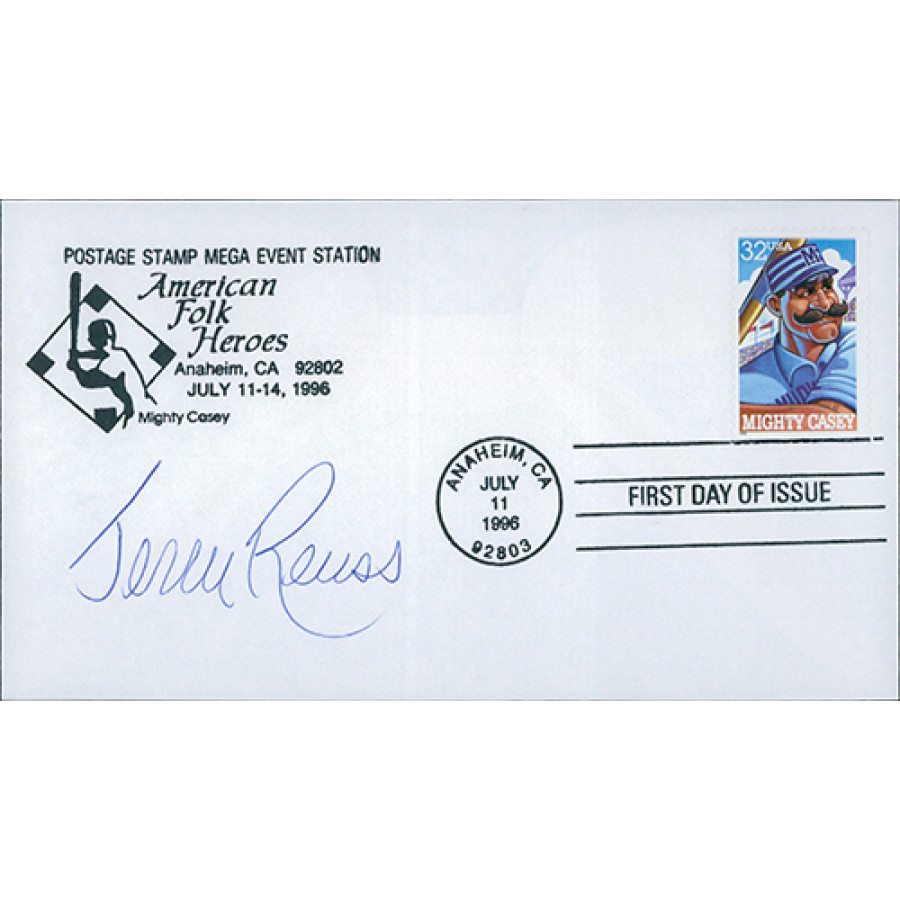 POSTAGE STAMP MEGA EVENT STATION
American
Folk
Heroes
Anaheim, CA 92802
JULY 11-14, 1996
Mighty Casey
32USA
MIGHTY CASEY
ANAHEIM, CA
JULY
11
1996
92803
FIRST DAY OF ISSUE
Jerry Reuss